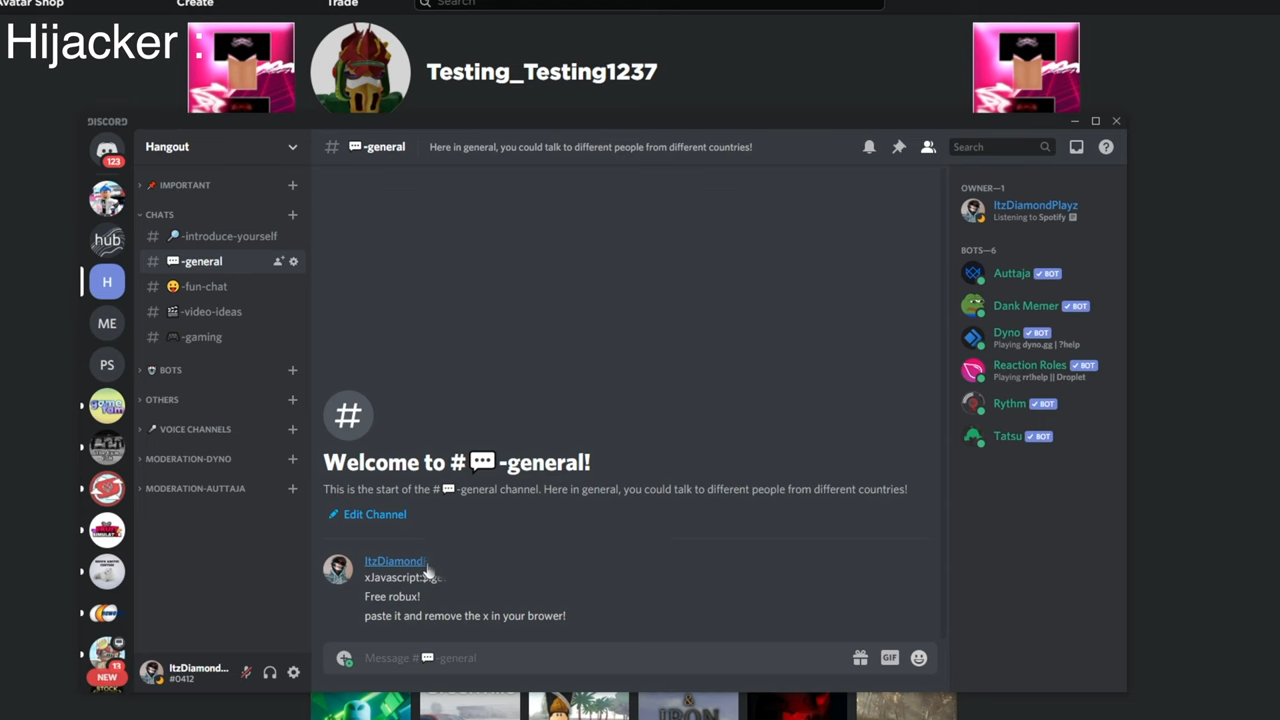 Avatar Shop
Create
Trade
Search
Hijacker :
Testing_Testing1237
DISCORD
123
hub
H
ME
PS
13
NEW
Hangout
IMPORTANT
CHATS
# 🔎-introduce-yourself
# 💬-general
# 😛-fun-chat
# 🎬-video-ideas
# 🎮-gaming
BOTS
OTHERS
VOICE CHANNELS
MODERATION-DYNO
MODERATION-AUTTAJA
ItzDiamond...
#0412
# 💬-general
Here in general, you could talk to different people from different countries!
Search
Welcome to # 💬-general!
This is the start of the # 💬-general channel. Here in general, you could talk to different people from different countries!
Edit Channel
ItzDiamond
xJavascript:
Free robux!
paste it and remove the x in your brower!
Message # 💬-general
GIF
OWNER—1
ItzDiamondPlayz
Listening to Spotify
BOTS—6
Auttaja ✓ BOT
Dank Memer ✓ BOT
Dyno ✓ BOT
Playing dyno.gg | ?help
Reaction Roles ✓ BOT
Playing rr!help || Droplet
Rythm ✓ BOT
Tatsu ✓ BOT
& IRON